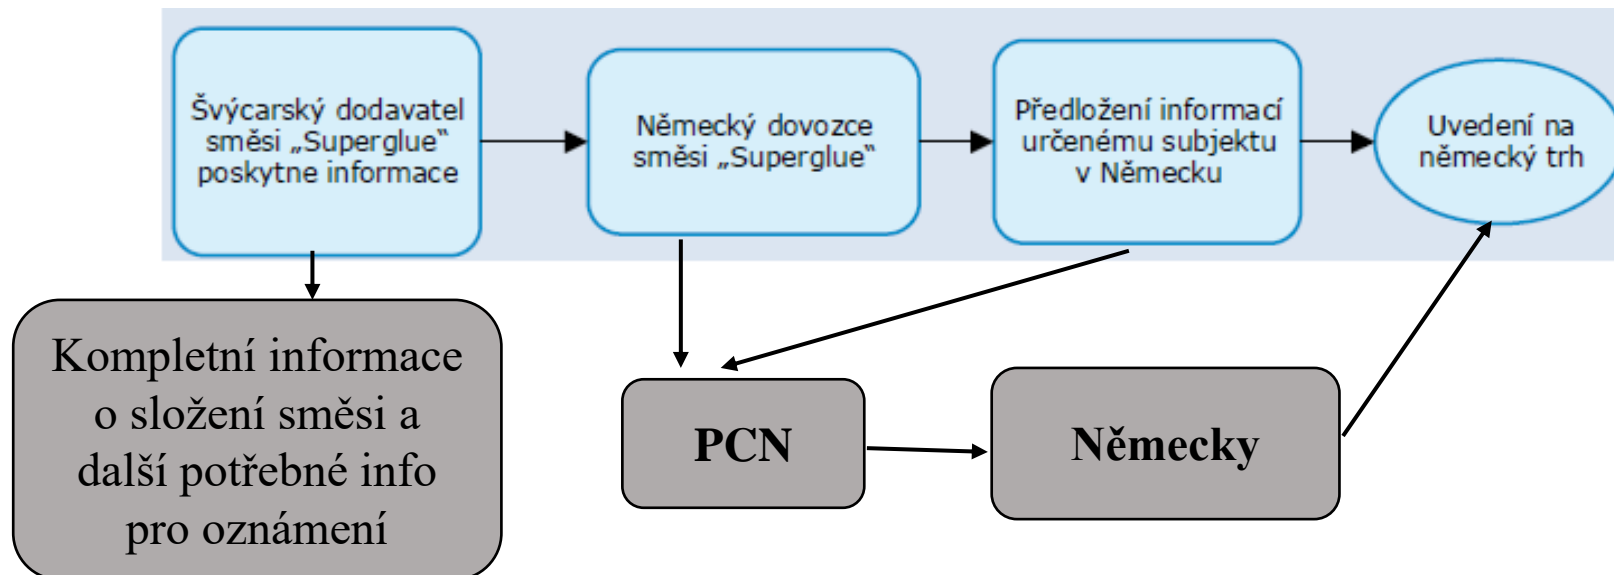 Švýcarský dodavatel
směsi „Superglue“
poskytne informace
Německý dovozce
směsi „Superglue“
Předložení informací
určenému subjektu
v Německu
Uvedení na
německý trh
Kompletní informace
o složení směsi a
další potřebné info
pro oznámení
PCN
Německy